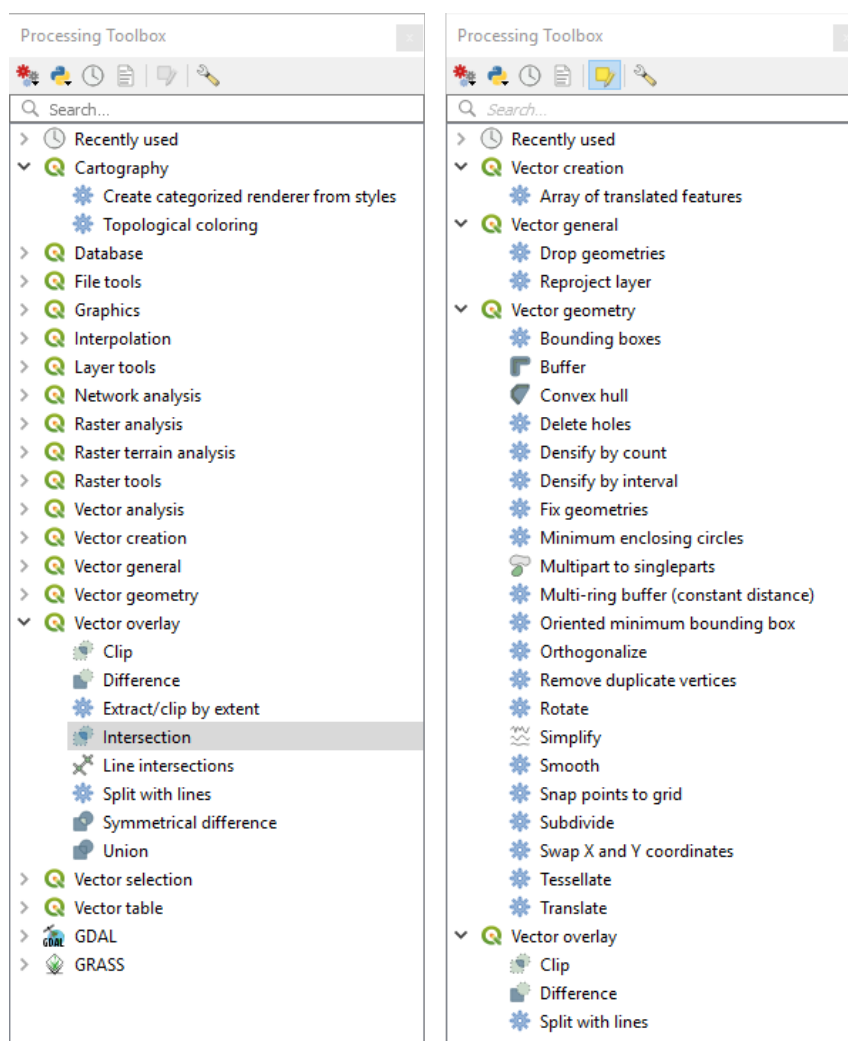 Processing Toolbox
x
Search...
Recently used
Cartography
Create categorized renderer from styles
Topological coloring
Database
File tools
Graphics
Interpolation
Layer tools
Network analysis
Raster analysis
Raster terrain analysis
Raster tools
Vector analysis
Vector creation
Vector general
Vector geometry
Vector overlay
Clip
Difference
Extract/clip by extent
Intersection
Line intersections
Split with lines
Symmetrical difference
Union
Vector selection
Vector table
GDAL GDAL
GRASS
Processing Toolbox
Search...
Recently used
Vector creation
Array of translated features
Vector general
Drop geometries
Reproject layer
Vector geometry
Bounding boxes
Buffer
Convex hull
Delete holes
Densify by count
Densify by interval
Fix geometries
Minimum enclosing circles
Multipart to singleparts
Multi-ring buffer (constant distance)
Oriented minimum bounding box
Orthogonalize
Remove duplicate vertices
Rotate
Simplify
Smooth
Snap points to grid
Subdivide
Swap X and Y coordinates
Tessellate
Translate
Vector overlay
Clip
Difference
Split with lines